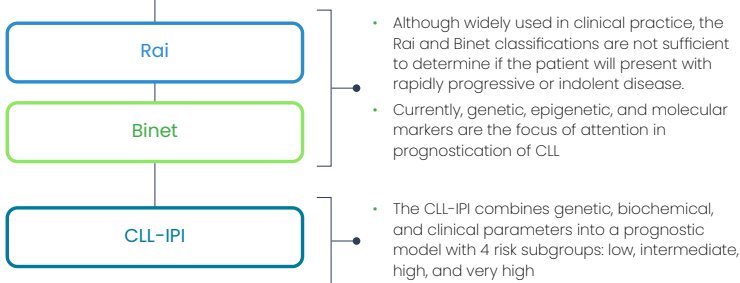 Rai
Binet
• Although widely used in clinical practice, the
Rai and Binet classifications are not sufficient
to determine if the patient will present with
rapidly progressive or indolent disease.
• Currently, genetic, epigenetic, and molecular
markers are the focus of attention in
prognostication of CLL
CLL-IPI
• The CLL-IPI combines genetic, biochemical,
and clinical parameters into a prognostic
model with 4 risk subgroups: low, intermediate,
high, and very high